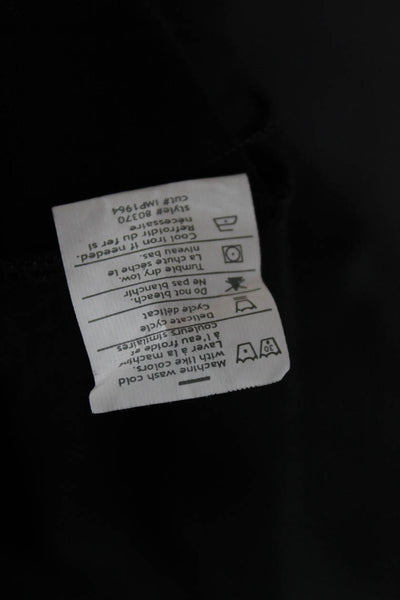 Machine wash cold
with like colors.
Laver à la machine
à l'eau froide et
couleurs similaires
30
Delicate cycle
Cycle délicat
Do not bleach.
Ne pas blanchir
Tumble dry low.
La chute sèche le
niveau bas.
Cool Iron if needed.
Refroidir du fer si
nécessaire
style# 80370
cut# IMP1964